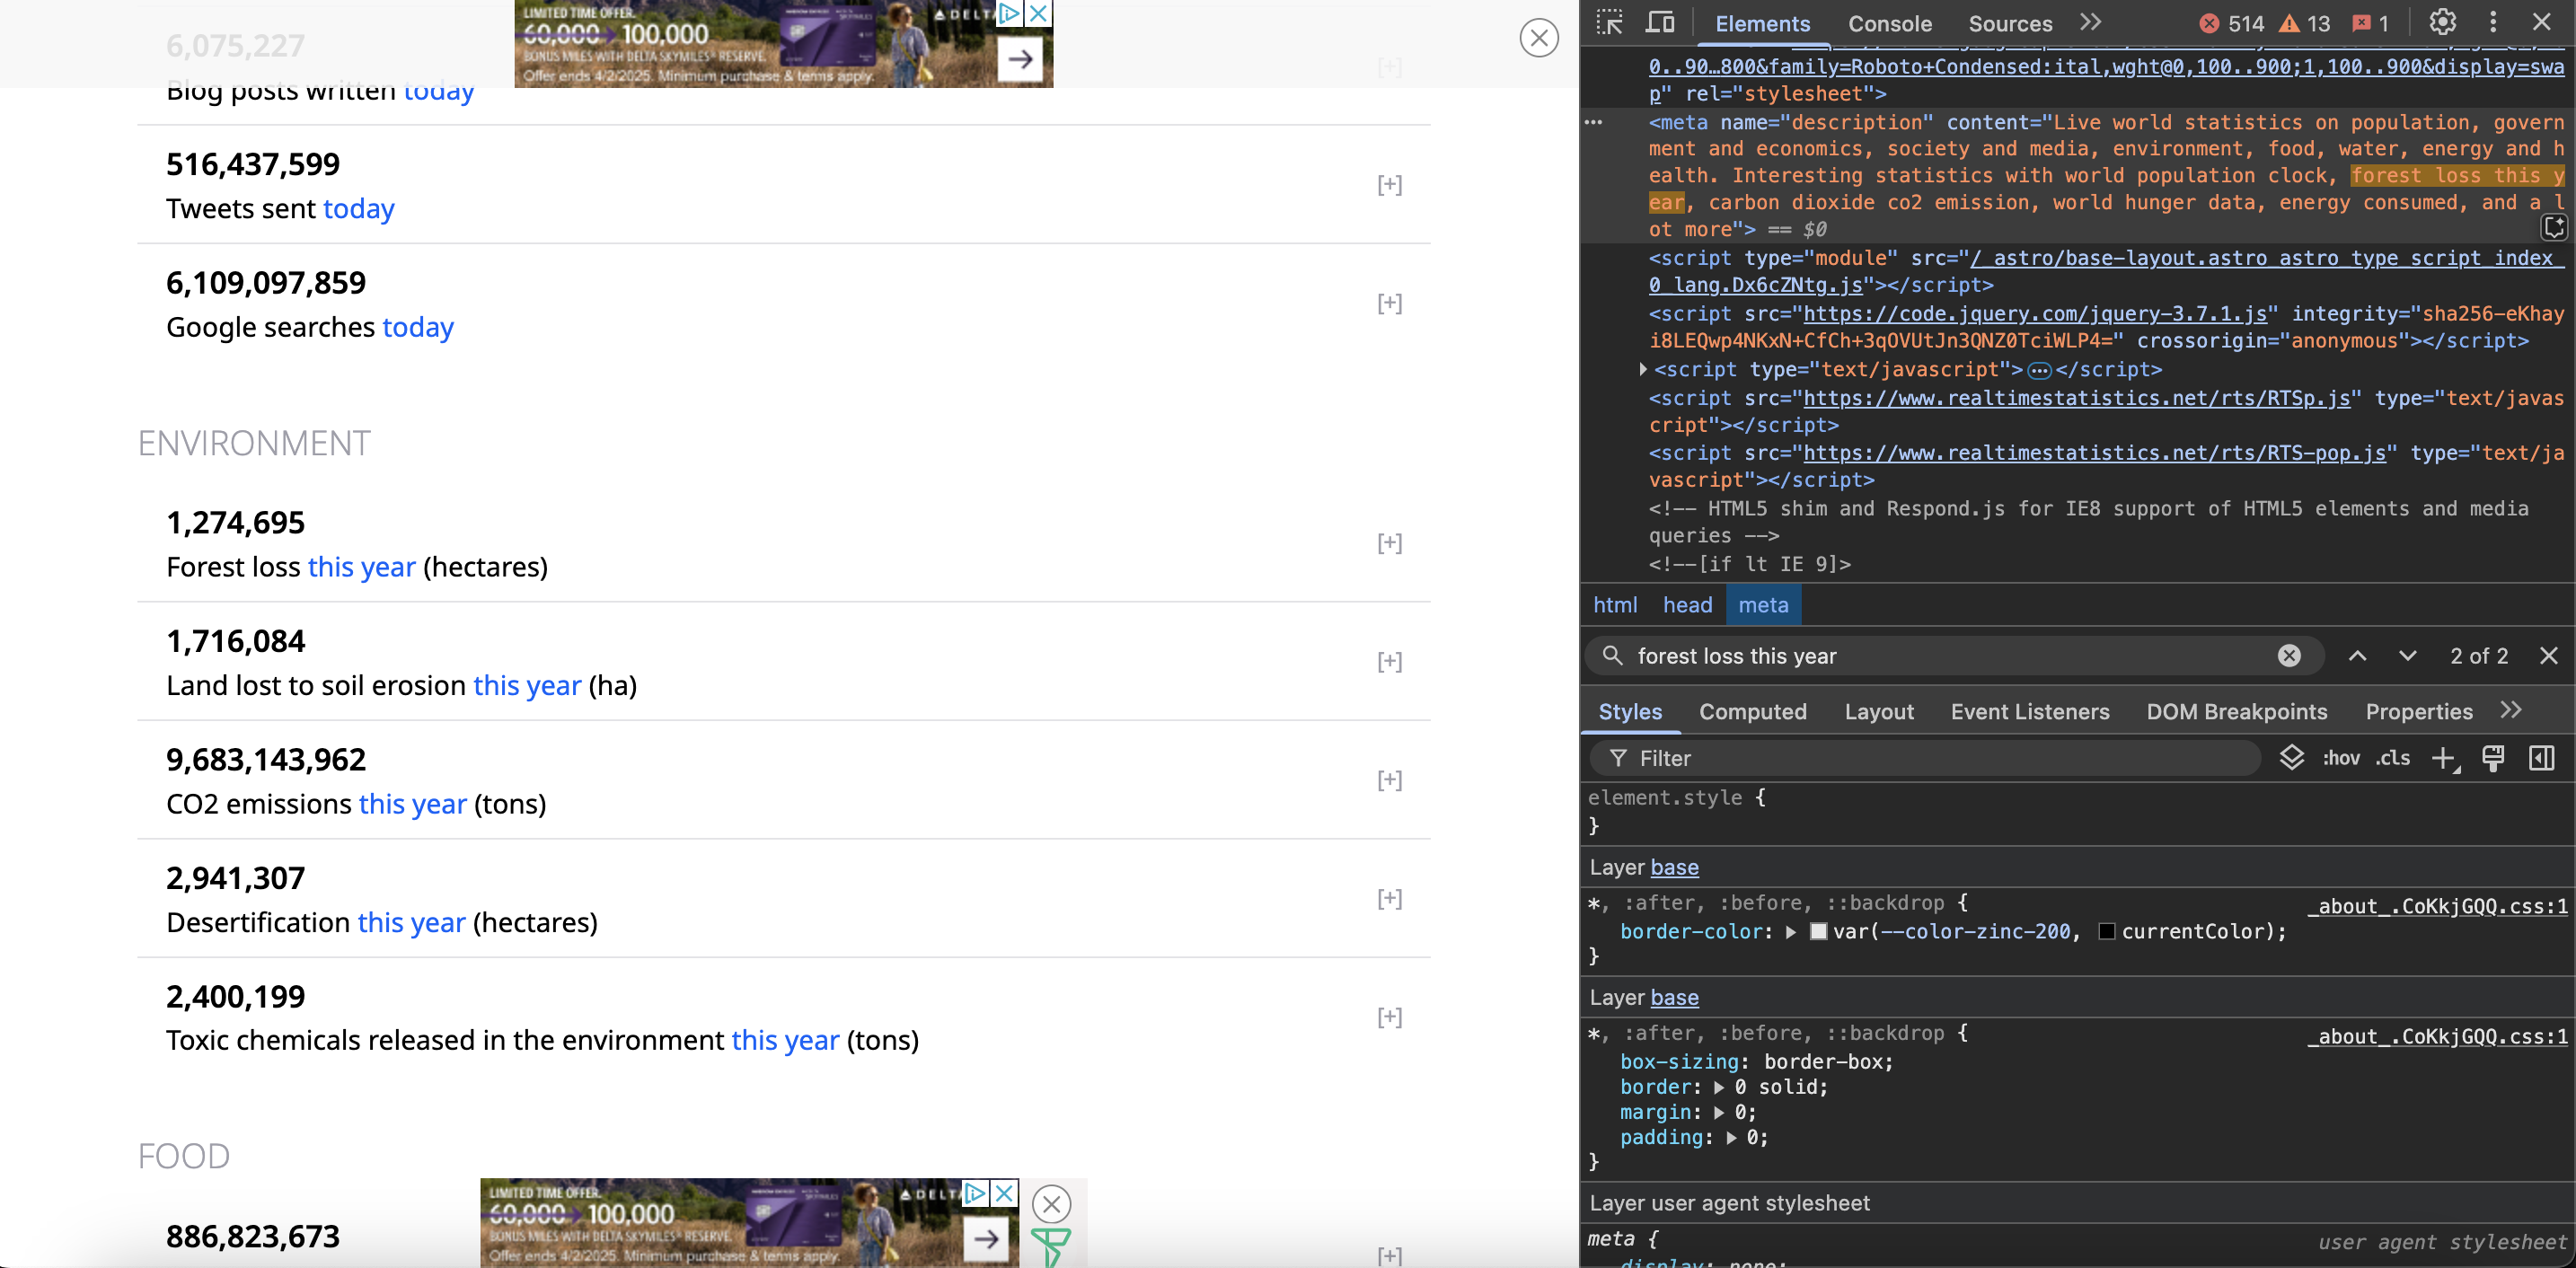 6,075,227
Blog posts written today
[+]
516,437,599
Tweets sent today
[+]
6,109,097,859
Google searches today
[+]
ENVIRONMENT
1,274,695
Forest loss this year (hectares)
[+]
1,716,084
Land lost to soil erosion this year (ha)
[+]
9,683,143,962
CO2 emissions this year (tons)
[+]
2,941,307
Desertification this year (hectares)
[+]
2,400,199
Toxic chemicals released in the environment this year (tons)
[+]
FOOD
886,823,673
[+]
LIMITED TIME OFFER.
60,000 100,000
BONUS MILES WITH DELTA SKYMILES® RESERVE.
Offer ends 4/2/2025. Minimum purchase & terms apply.
DELTA
LIMITED TIME OFFER.
60,000 100,000
BONUS MILES WITH DELTA SKYMILES® RESERVE.
Offer ends 4/2/2025. Minimum purchase & terms apply.
DELTA
Elements Console Sources 514 13 1
0..90…800&family=Roboto+Condensed:ital,wght@0,100..900;1,100..900&display=swa
p" rel="stylesheet">
<meta name="description" content="Live world statistics on population, govern
ment and economics, society and media, environment, food, water, energy and h
ealth. Interesting statistics with world population clock, forest loss this y
ear, carbon dioxide co2 emission, world hunger data, energy consumed, and a l
ot more"> == $0
<script type="module" src="/_astro/base-layout.astro_astro_type_script_index_
0_lang.Dx6cZNtg.js"></script>
<script src="https://code.jquery.com/jquery-3.7.1.js" integrity="sha256-eKhay
i8LEQwp4NKxN+CfCh+3qOVUtJn3QNZ0TciWLP4=" crossorigin="anonymous"></script>
<script type="text/javascript">…</script>
<script src="https://www.realtimestatistics.net/rts/RTSp.js" type="text/javas
cript"></script>
<script src="https://www.realtimestatistics.net/rts/RTS-pop.js" type="text/ja
vascript"></script>
<!-- HTML5 shim and Respond.js for IE8 support of HTML5 elements and media
queries -->
<!--[if lt IE 9]>
html head meta
forest loss this year 2 of 2
Styles Computed Layout Event Listeners DOM Breakpoints Properties
Filter :hov .cls
element.style {
}
Layer base
*, :after, :before, ::backdrop { _about_.CoKkjGQQ.css:1
border-color: var(--color-zinc-200, currentColor);
}
Layer base
*, :after, :before, ::backdrop { _about_.CoKkjGQQ.css:1
box-sizing: border-box;
border: 0 solid;
margin: 0;
padding: 0;
}
Layer user agent stylesheet
meta { user agent stylesheet
display: none;